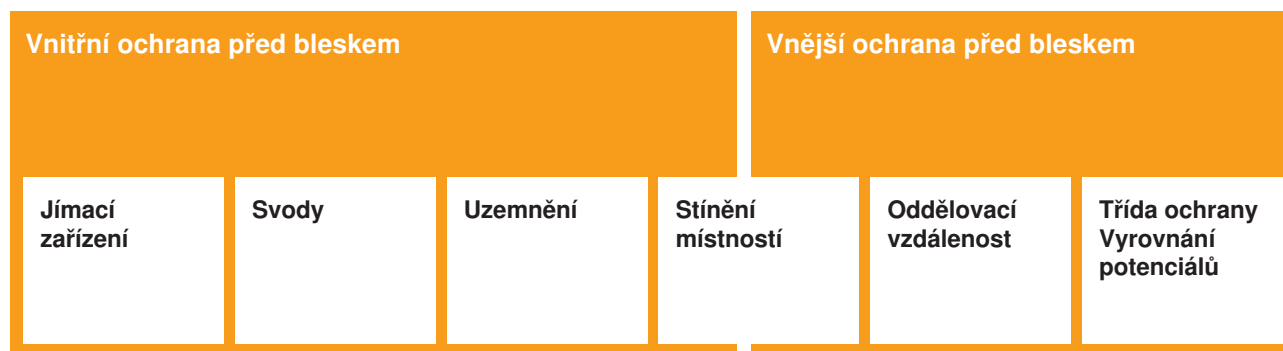 Vnitřní ochrana před bleskem
Vnější ochrana před bleskem
Jímací
zařízení
Svody
Uzemnění
Stínění
místností
Oddělovací
vzdálenost
Třída ochrany
Vyrovnání
potenciálů